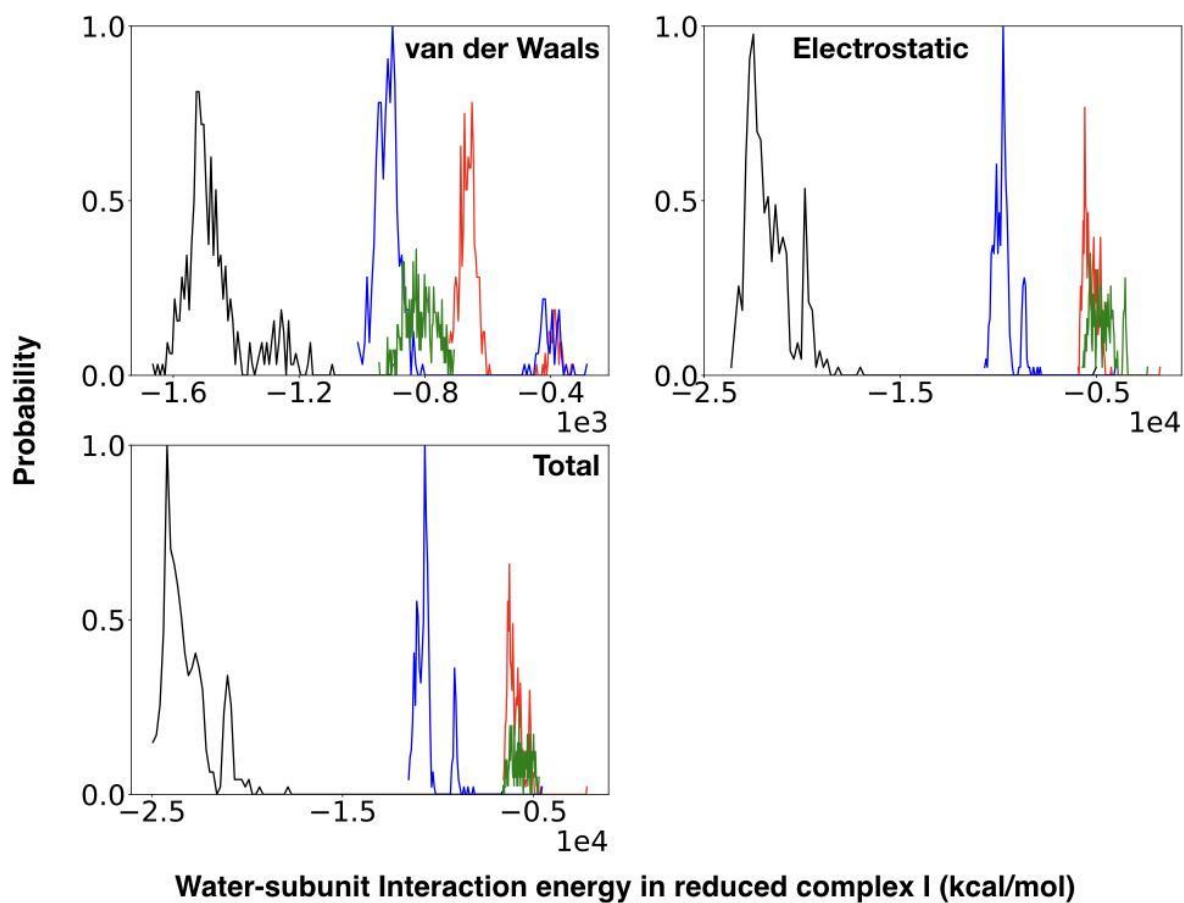 1.0
van der Waals
0.5
0.0
−1.6 −1.2 −0.8 −0.4
1e3
Electrostatic
1.0
0.5
0.0
−2.5 −1.5 −0.5
1e4
Probability
1.0
Total
0.5
0.0
−2.5 −1.5 −0.5
1e4
Water-subunit Interaction energy in reduced complex I (kcal/mol)